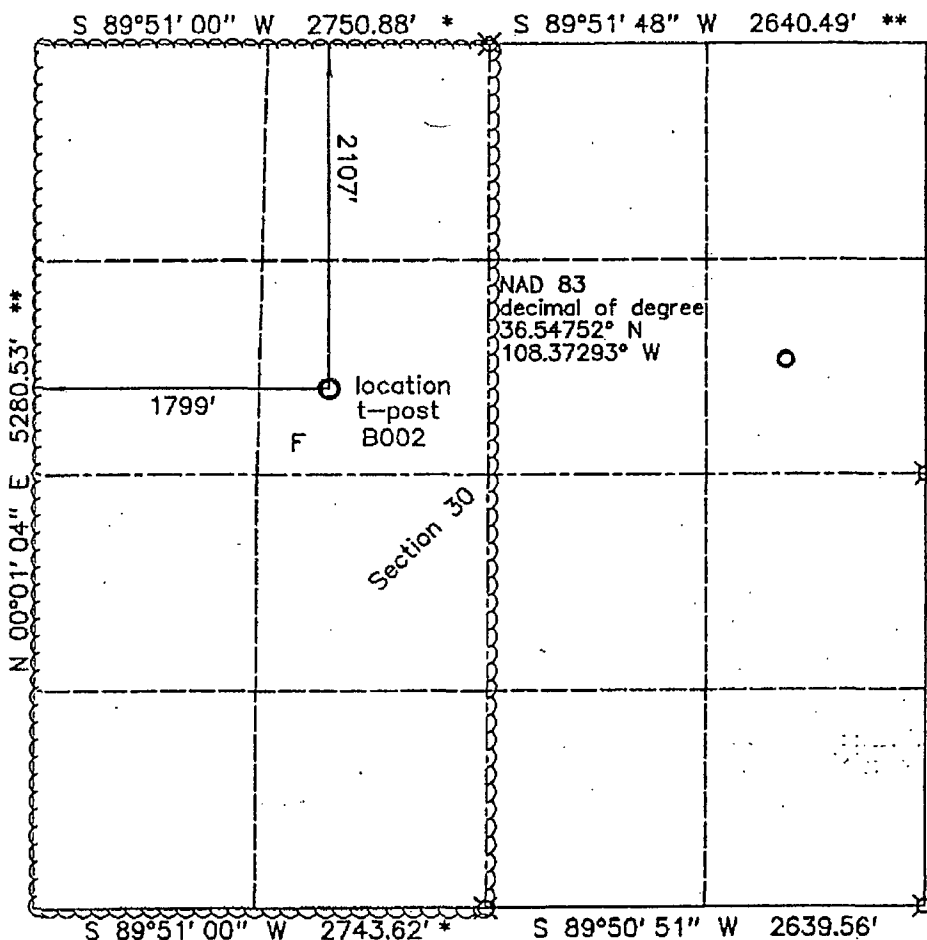 S 89°51' 00" W 2750.88' *
S 89°51' 48" W 2640.49' **
2107'
NAD 83
decimal of degree
36.54752° N
108.37293° W
N 00°01' 04" E 5280.53' **
1799'
location
t-post
B002
F
Section 30
S 89°51' 00" W 2743.62' *
S 89°50' 51" W 2639.56'